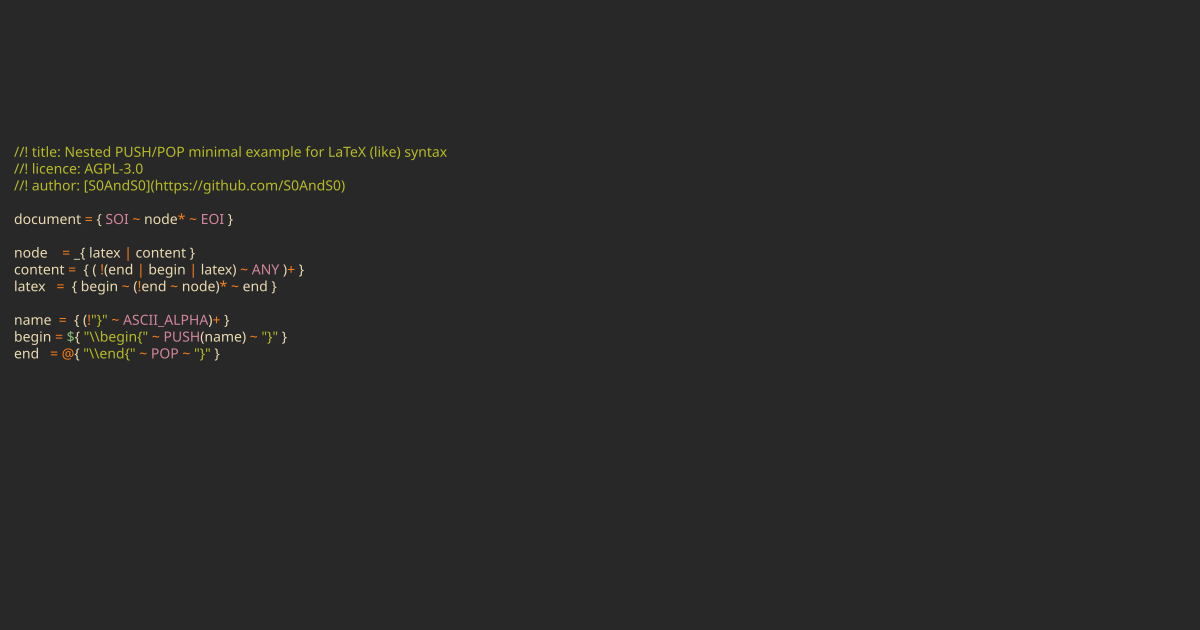 //! title: Nested PUSH/POP minimal example for LaTeX (like) syntax
//! licence: AGPL-3.0
//! author: [S0AndS0](https://github.com/S0AndS0)
document = { SOI ~ node* ~ EOI }
node    = _{ latex | content }
content =  { ( !(end | begin | latex) ~ ANY )+ }
latex   =  { begin ~ (!end ~ node)* ~ end }
name  =  { (!"}" ~ ASCII_ALPHA)+ }
begin = ${ "\\begin{" ~ PUSH(name) ~ "}" }
end   = @{ "\\end{" ~ POP ~ "}" }